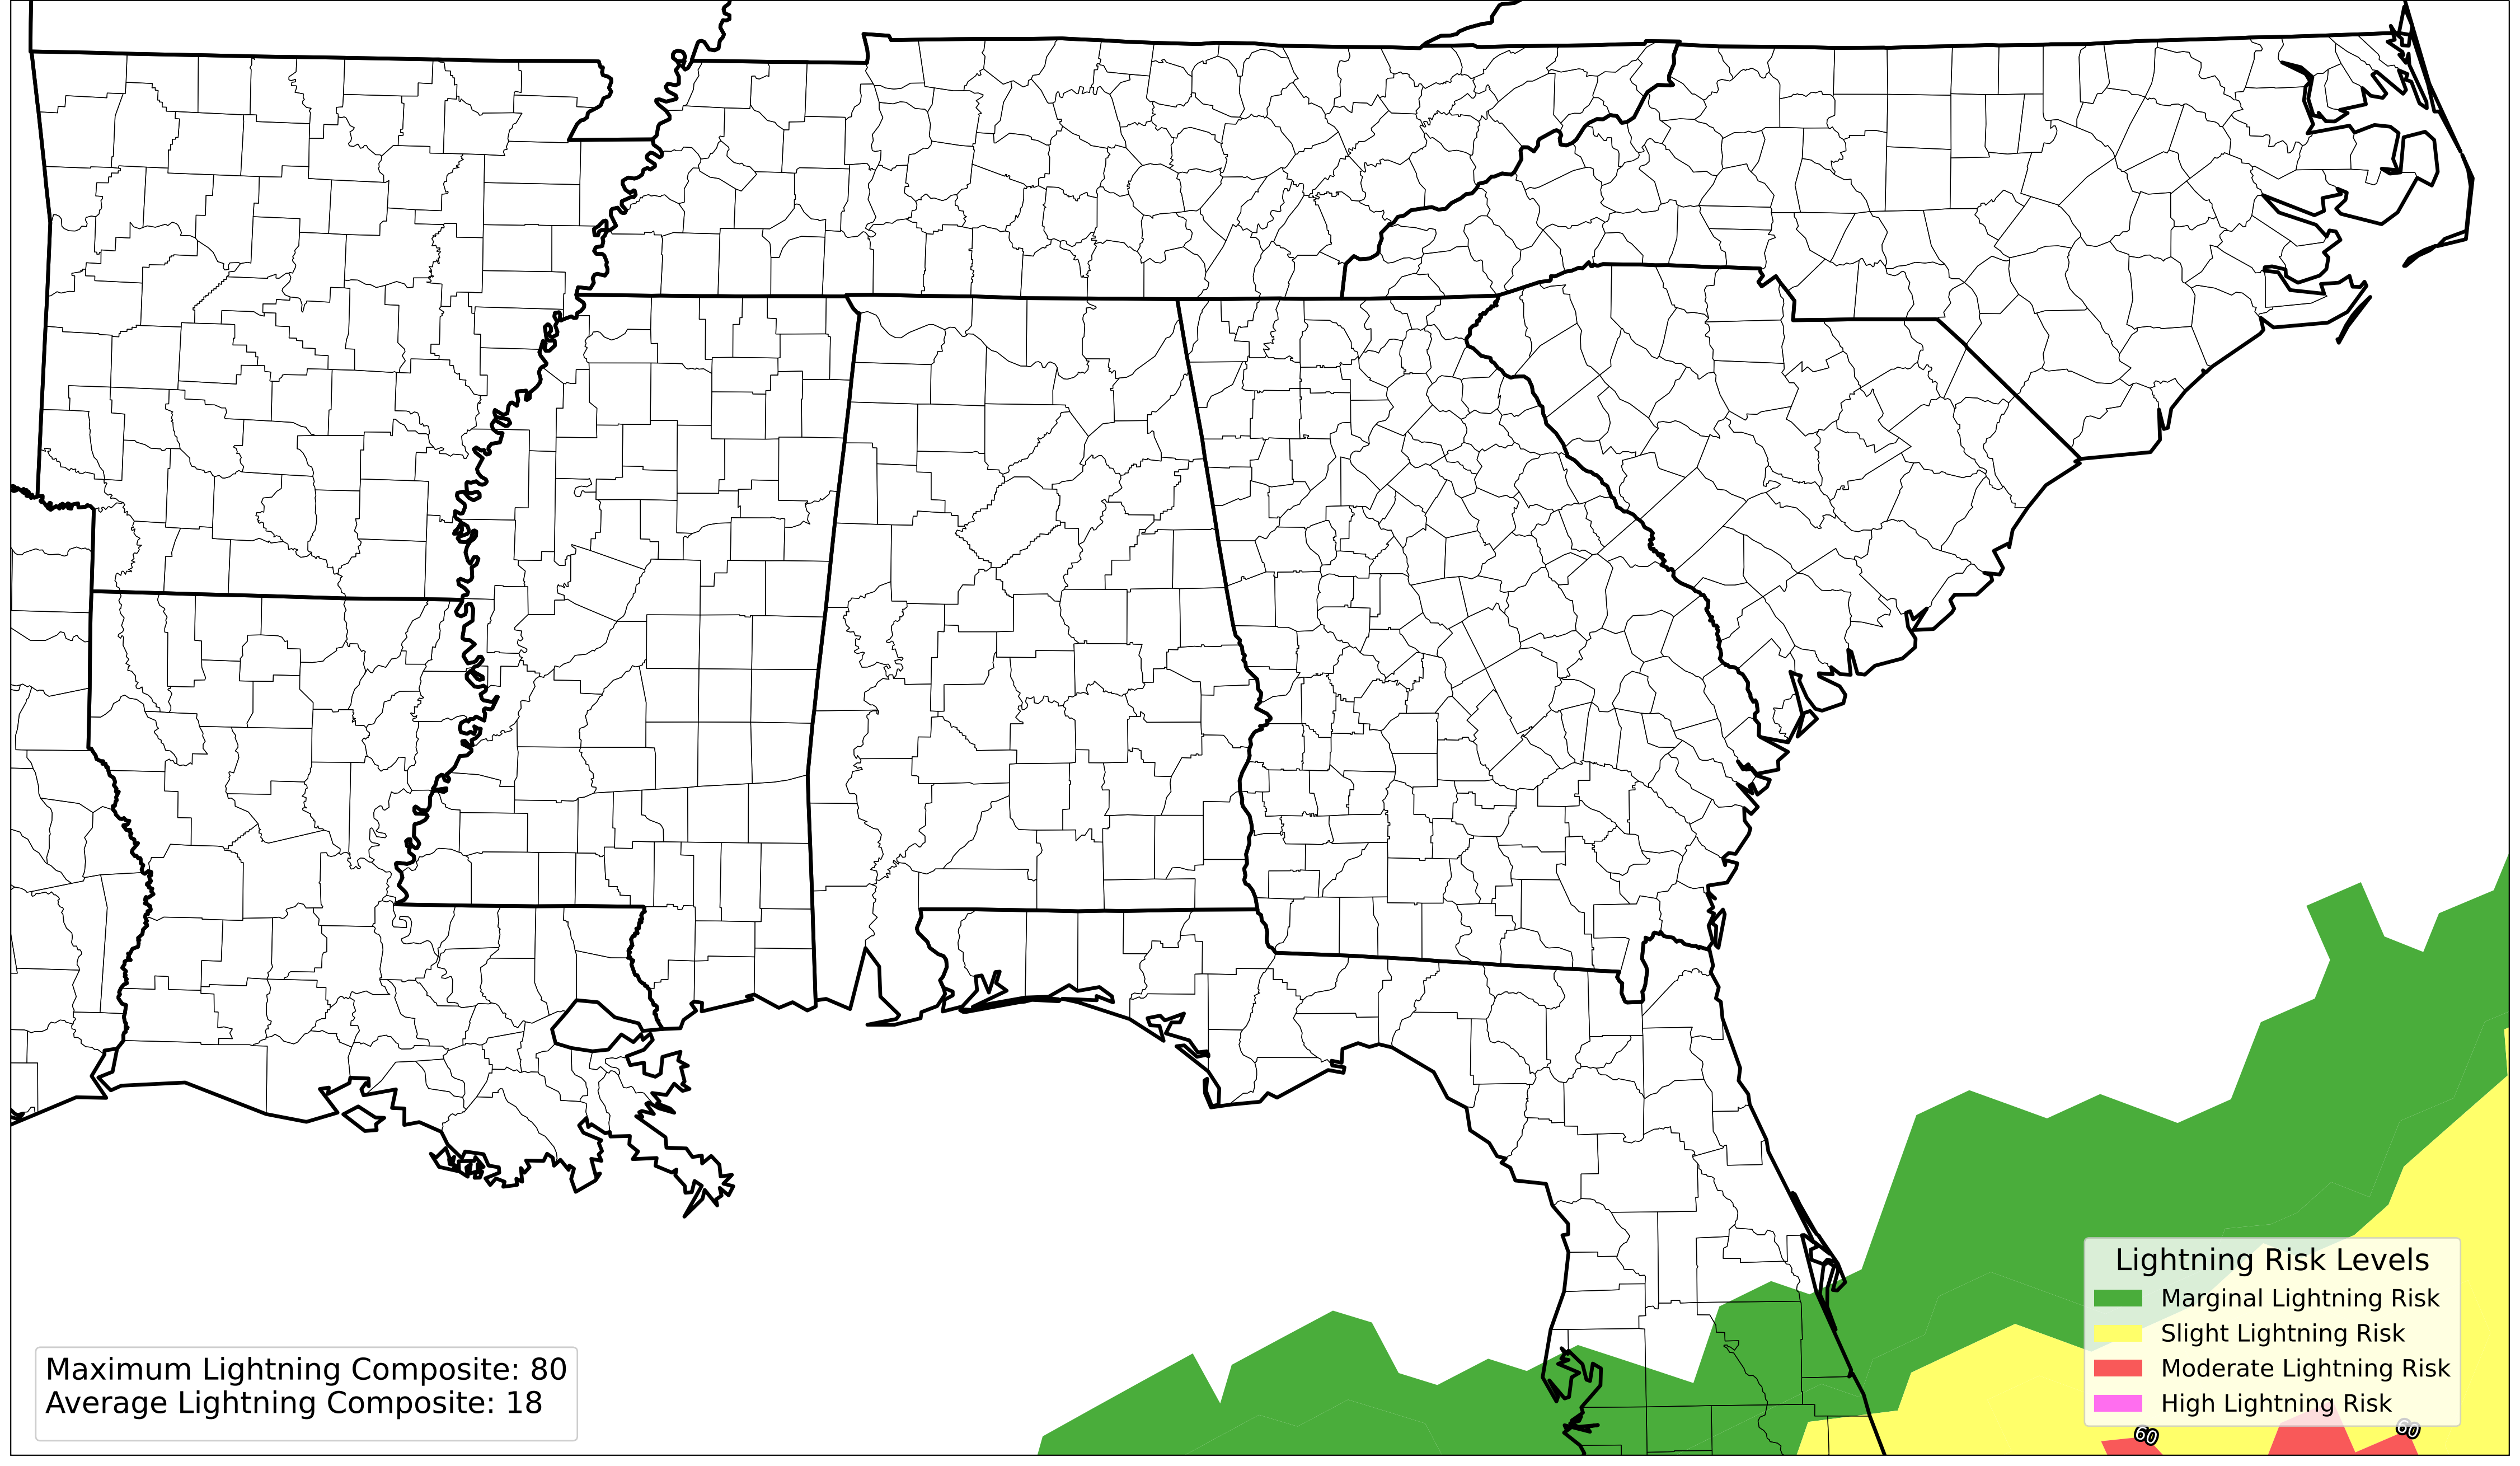 Lightning Risk Levels
Marginal Lightning Risk
Slight Lightning Risk
Moderate Lightning Risk
High Lightning Risk
Maximum Lightning Composite: 80
Average Lightning Composite: 18
60
60